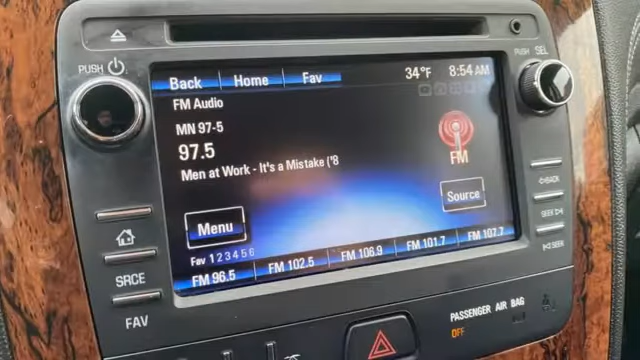 PUSH
PUSH SEL
Back Home Fav 34°F 8:54 AM
FM Audio
MN 97-5
97.5
Men at Work - It's a Mistake ('8
FM
Menu
Source
Fav 1 2 3 4 5 6
FM 96.5 FM 102.5 FM 106.9 FM 101.7 FM 107.7
BACK
SEEK
SEEK
SRCE
FAV
PASSENGER AIR BAG
OFF